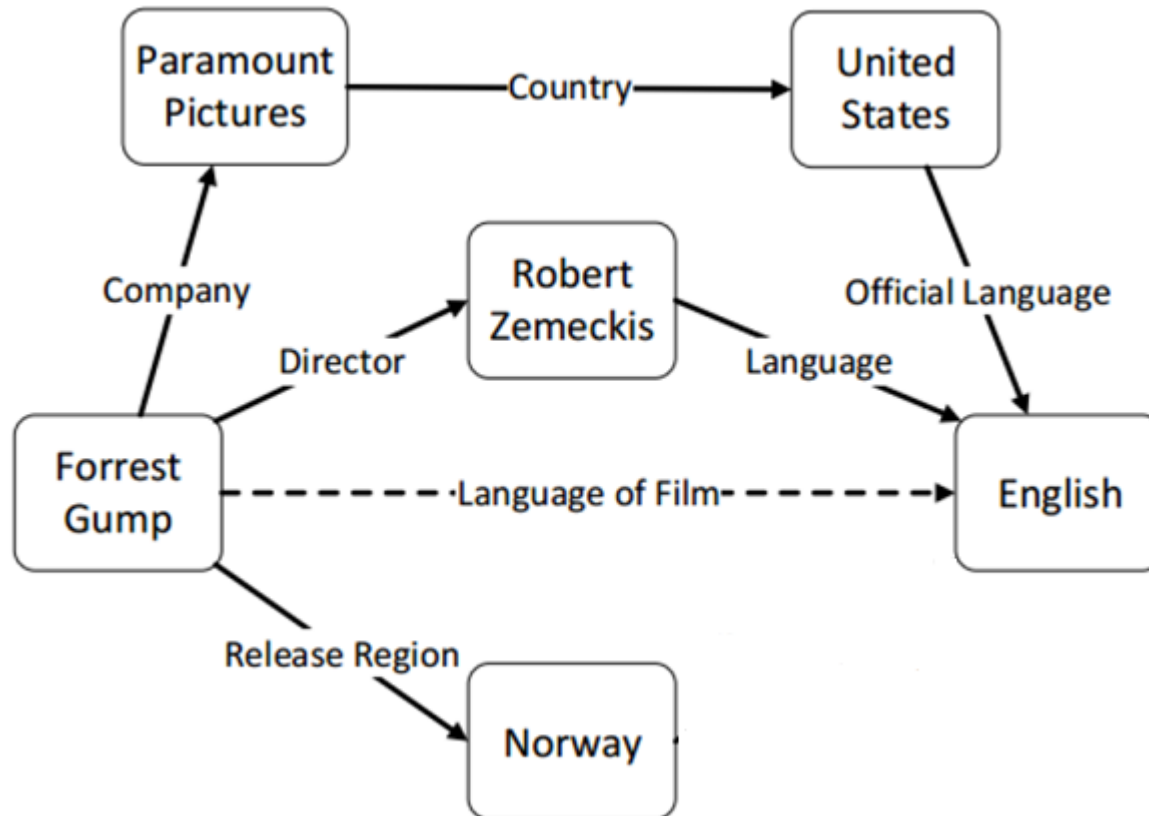 Paramount
Pictures
Country
United
States
Company
Robert
Zemeckis
Official Language
Director
Language
Forrest
Gump
Language of Film
English
Release Region
Norway